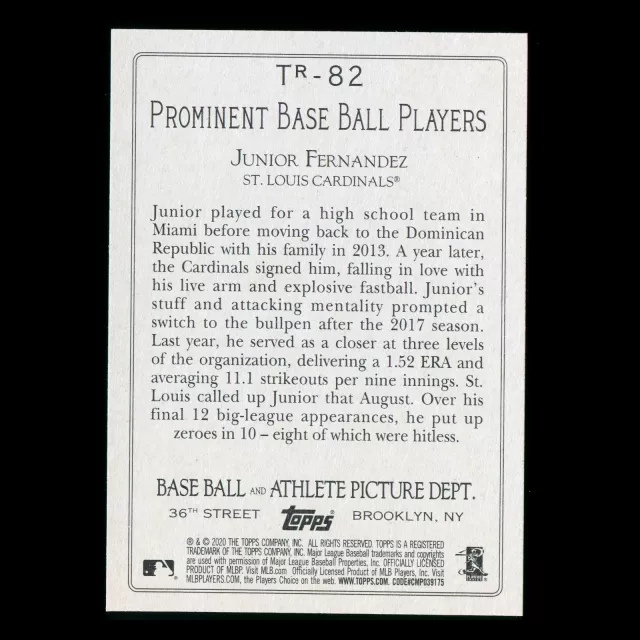 TR-82
PROMINENT BASE BALL PLAYERS
JUNIOR FERNANDEZ
ST. LOUIS CARDINALS®
Junior played for a high school team in
Miami before moving back to the Dominican
Republic with his family in 2013. A year later,
the Cardinals signed him, falling in love with
his live arm and explosive fastball. Junior's
stuff and attacking mentality prompted a
switch to the bullpen after the 2017 season.
Last year, he served as a closer at three levels
of the organization, delivering a 1.52 ERA and
averaging 11.1 strikeouts per nine innings. St.
Louis called up Junior that August. Over his
final 12 big-league appearances, he put up
zeroes in 10 – eight of which were hitless.
BASE BALL AND ATHLETE PICTURE DEPT.
36TH STREET Topps® BROOKLYN, NY
® & © 2020 THE TOPPS COMPANY, INC. ALL RIGHTS RESERVED. TOPPS IS A REGISTERED
TRADEMARK OF THE TOPPS COMPANY, INC. Major League Baseball trademarks and copyrights
are used with permission of Major League Baseball Properties, Inc. OFFICIALLY LICENSED
PRODUCT OF MLBP. Visit MLB.com Officially Licensed Product of MLB Players, Inc. Visit
MLBPLAYERS.COM, the Players Choice on the web. WWW.TOPPS.COM. CODE#CMP039175